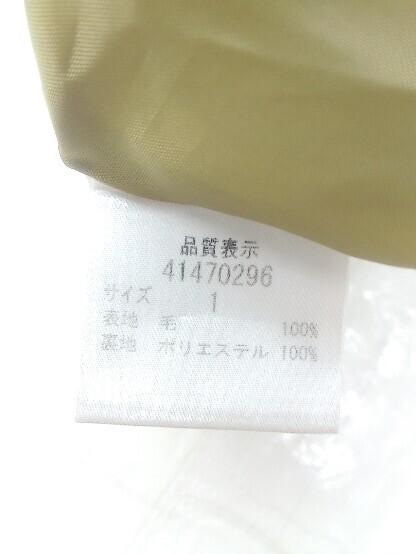 品質表示
41470296
サイズ 1
表地 毛 100%
裏地 ポリエステル 100%